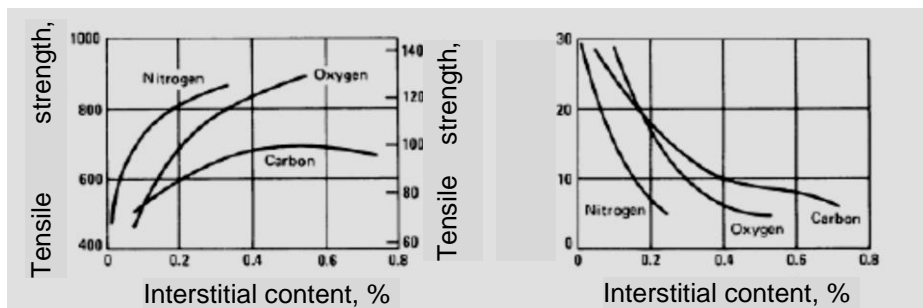 Tensile strength,
1000
800
600
400
Nitrogen
Oxygen
Carbon
0 0.2 0.4 0.6 0.8
Interstitial content, %
Tensile strength,
140
120
100
80
60
30
20
10
0
Nitrogen
Oxygen
Carbon
0 0.2 0.4 0.6 0.8
Interstitial content, %